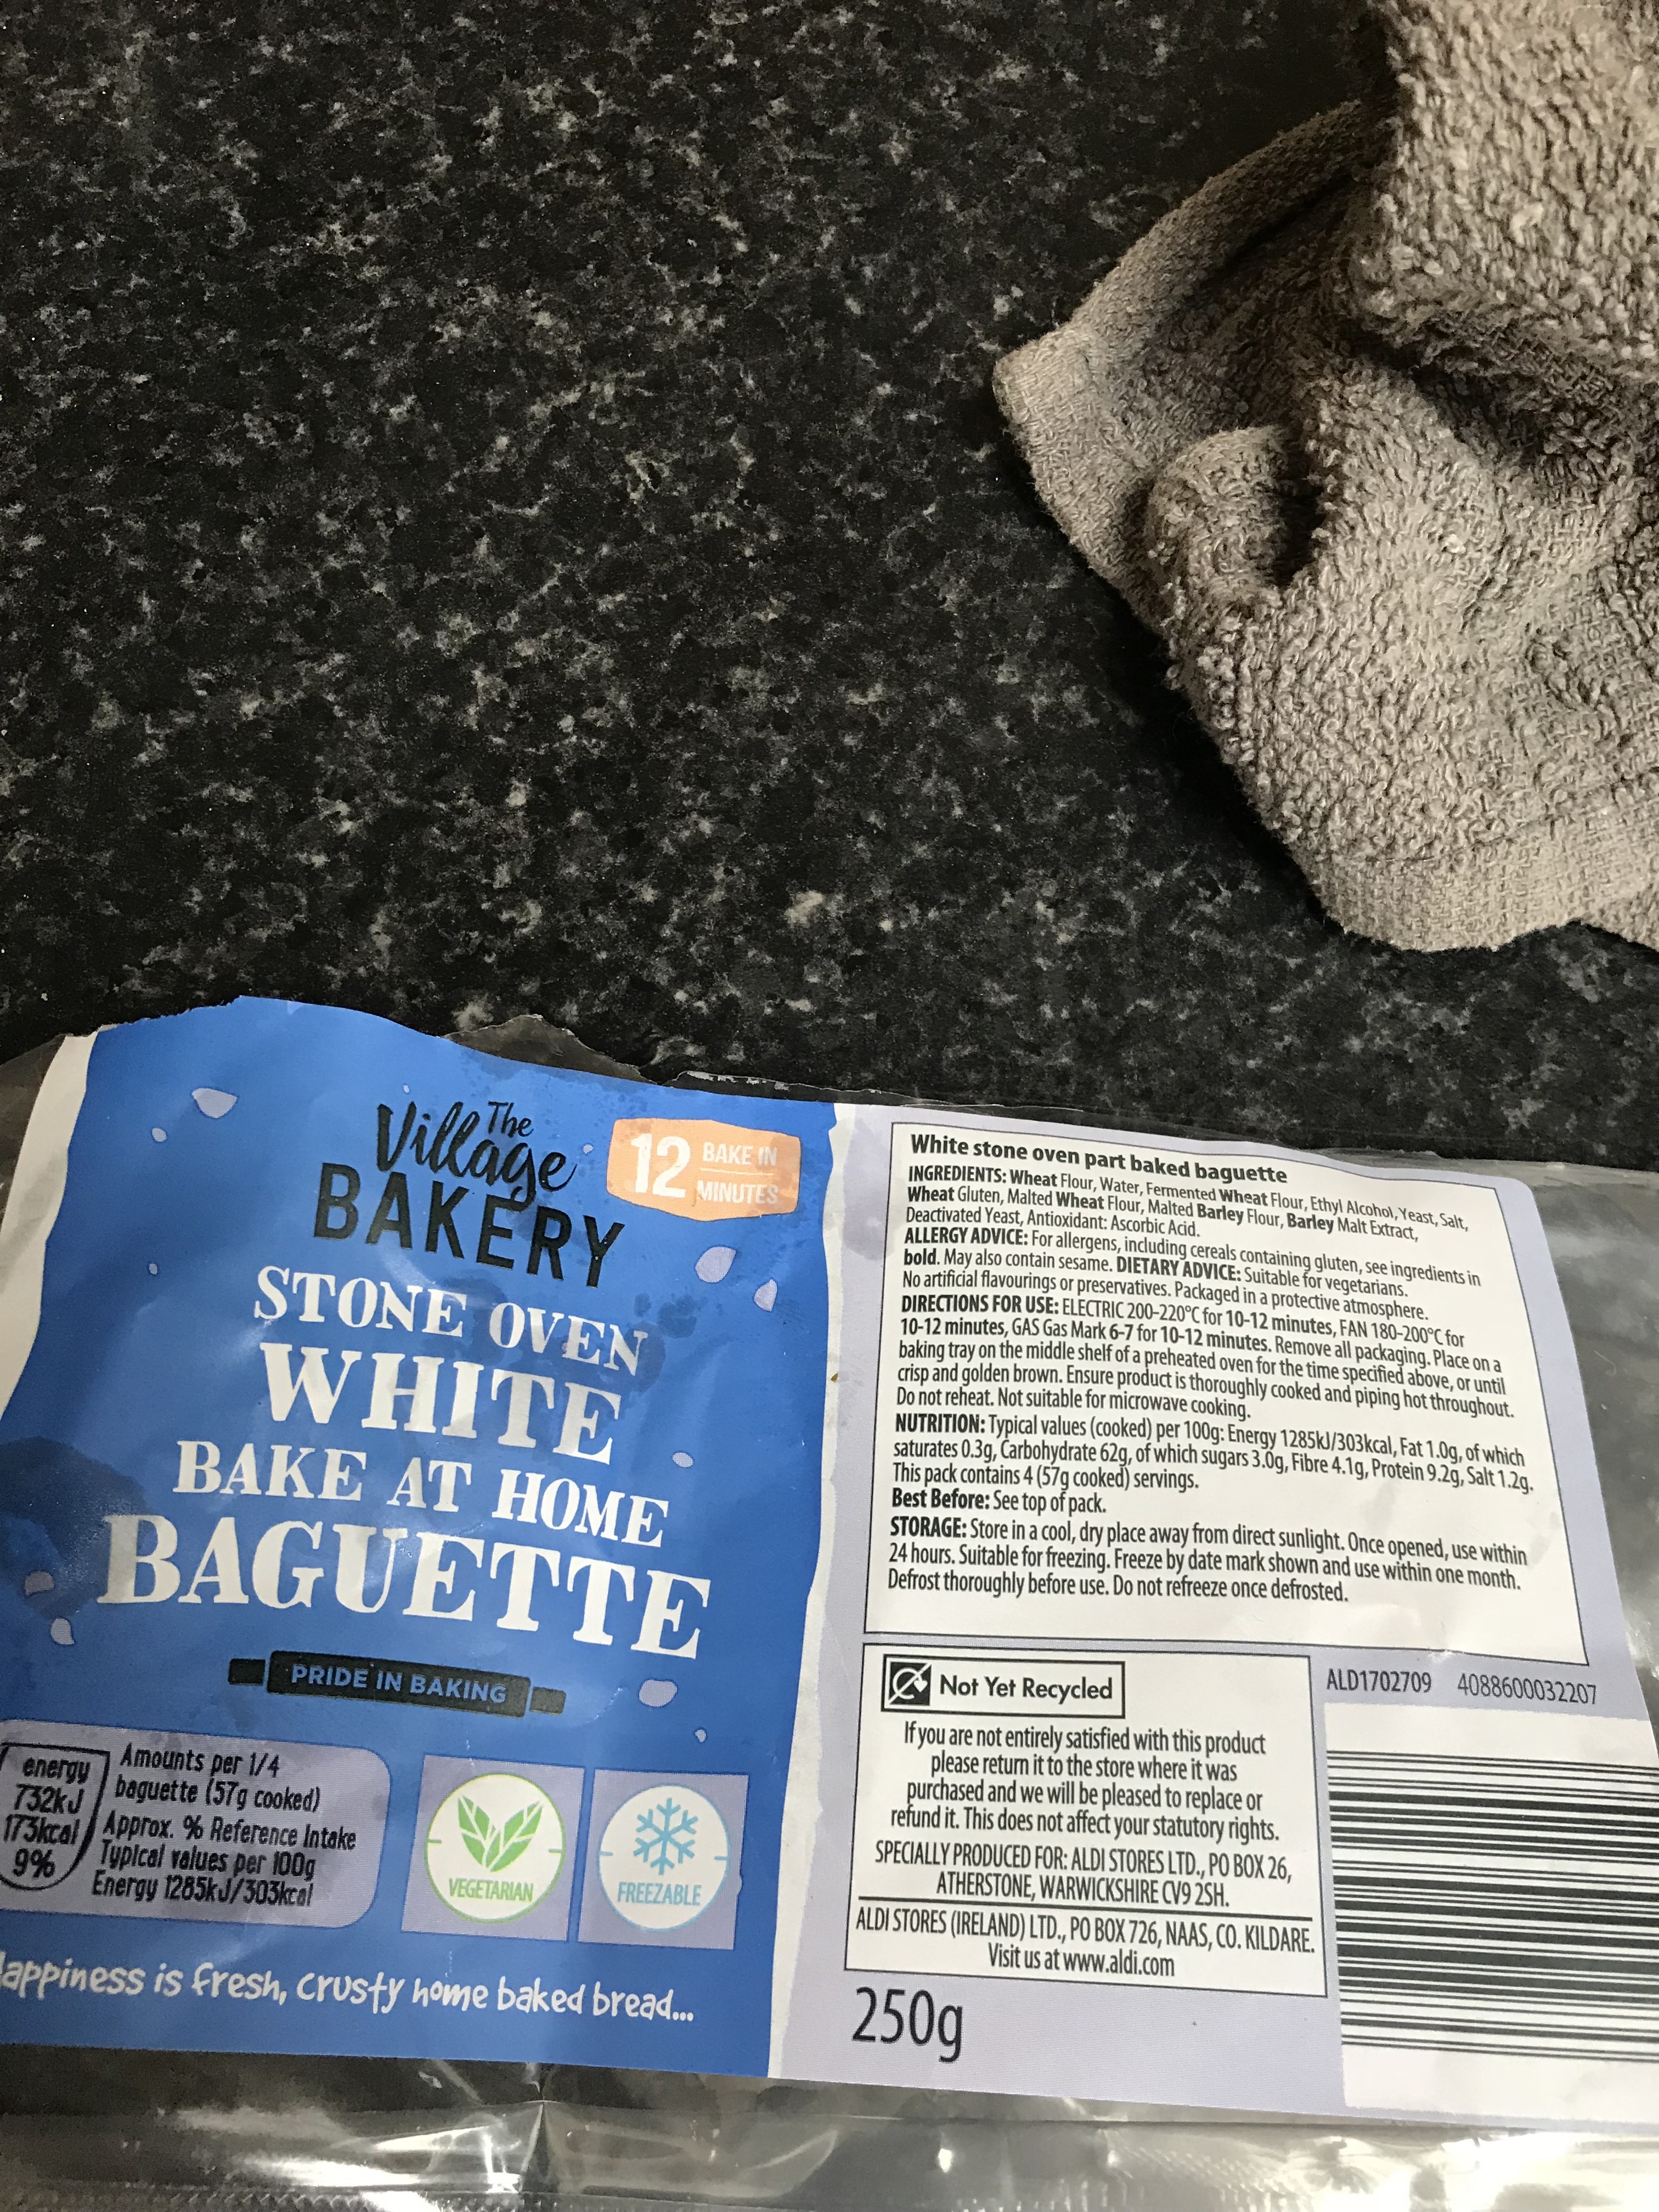 The
Village
BAKERY
12 BAKE IN
MINUTES
STONE OVEN
WHITE
BAKE AT HOME
BAGUETTE
PRIDE IN BAKING
energy
732kJ
173kcal
9%
Amounts per 1/4
baguette (57g cooked)
Approx. % Reference Intake
Typical values per 100g
Energy 1285kJ/303kcal
VEGETARIAN
FREEZABLE
appiness is fresh, crusty home baked bread...
White stone oven part baked baguette
INGREDIENTS: Wheat Flour, Water, Fermented Wheat Flour, Ethyl Alcohol, Yeast, Salt,
Wheat Gluten, Malted Wheat Flour, Malted Barley Flour, Barley Malt Extract,
Deactivated Yeast, Antioxidant: Ascorbic Acid.
ALLERGY ADVICE: For allergens, including cereals containing gluten, see ingredients in
bold. May also contain sesame. DIETARY ADVICE: Suitable for vegetarians.
No artificial flavourings or preservatives. Packaged in a protective atmosphere.
DIRECTIONS FOR USE: ELECTRIC 200-220°C for 10-12 minutes, FAN 180-200°C for
10-12 minutes, GAS Gas Mark 6-7 for 10-12 minutes. Remove all packaging. Place on a
baking tray on the middle shelf of a preheated oven for the time specified above, or until
crisp and golden brown. Ensure product is thoroughly cooked and piping hot throughout.
Do not reheat. Not suitable for microwave cooking.
NUTRITION: Typical values (cooked) per 100g: Energy 1285kJ/303kcal, Fat 1.0g, of which
saturates 0.3g, Carbohydrate 62g, of which sugars 3.0g, Fibre 4.1g, Protein 9.2g, Salt 1.2g.
This pack contains 4 (57g cooked) servings.
Best Before: See top of pack.
STORAGE: Store in a cool, dry place away from direct sunlight. Once opened, use within
24 hours. Suitable for freezing. Freeze by date mark shown and use within one month.
Defrost thoroughly before use. Do not refreeze once defrosted.
Not Yet Recycled
ALD1702709 4088600032207
If you are not entirely satisfied with this product
please return it to the store where it was
purchased and we will be pleased to replace or
refund it. This does not affect your statutory rights.
SPECIALLY PRODUCED FOR: ALDI STORES LTD., PO BOX 26,
ATHERSTONE, WARWICKSHIRE CV9 2SH.
ALDI STORES (IRELAND) LTD., PO BOX 726, NAAS, CO. KILDARE.
Visit us at www.aldi.com
250g